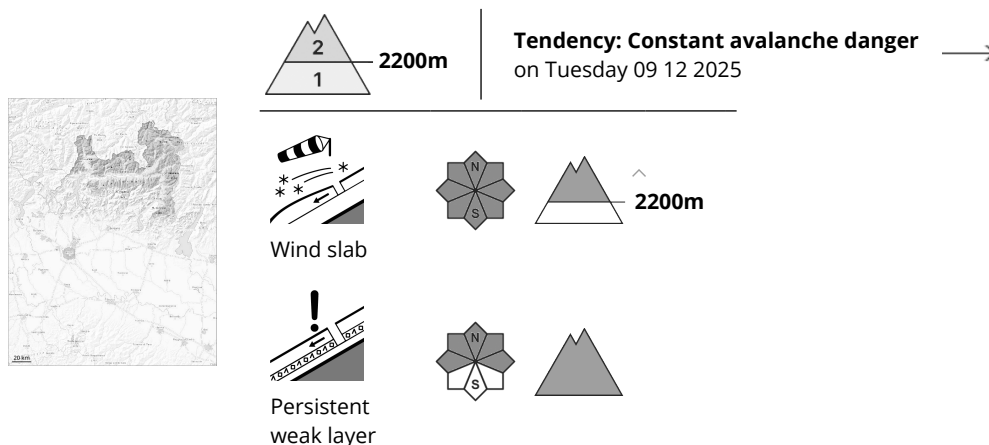 2
1
2200m
Tendency: Constant avalanche danger
on Tuesday 09 12 2025
20 km
N
S
2200m
Wind slab
N
S
Persistent
weak layer